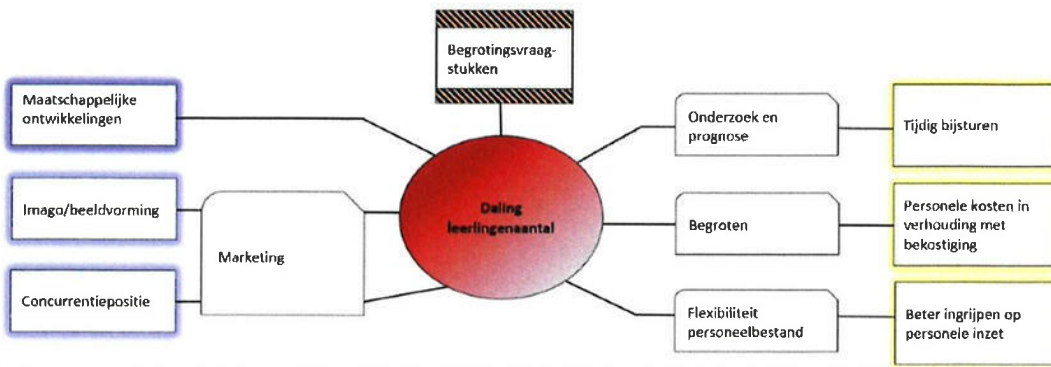 Begrotingsvraag-
stukken
Maatschappelijke
ontwikkelingen
Onderzoek en
prognose
Tijdig bijsturen
Imago/beeldvorming
Daling
leerlingenaantal
Marketing
Begroten
Personele kosten in
verhouding met
bekostiging
Concurrentiepositie
Flexibiliteit
personeelbestand
Beter ingrijpen op
personele inzet